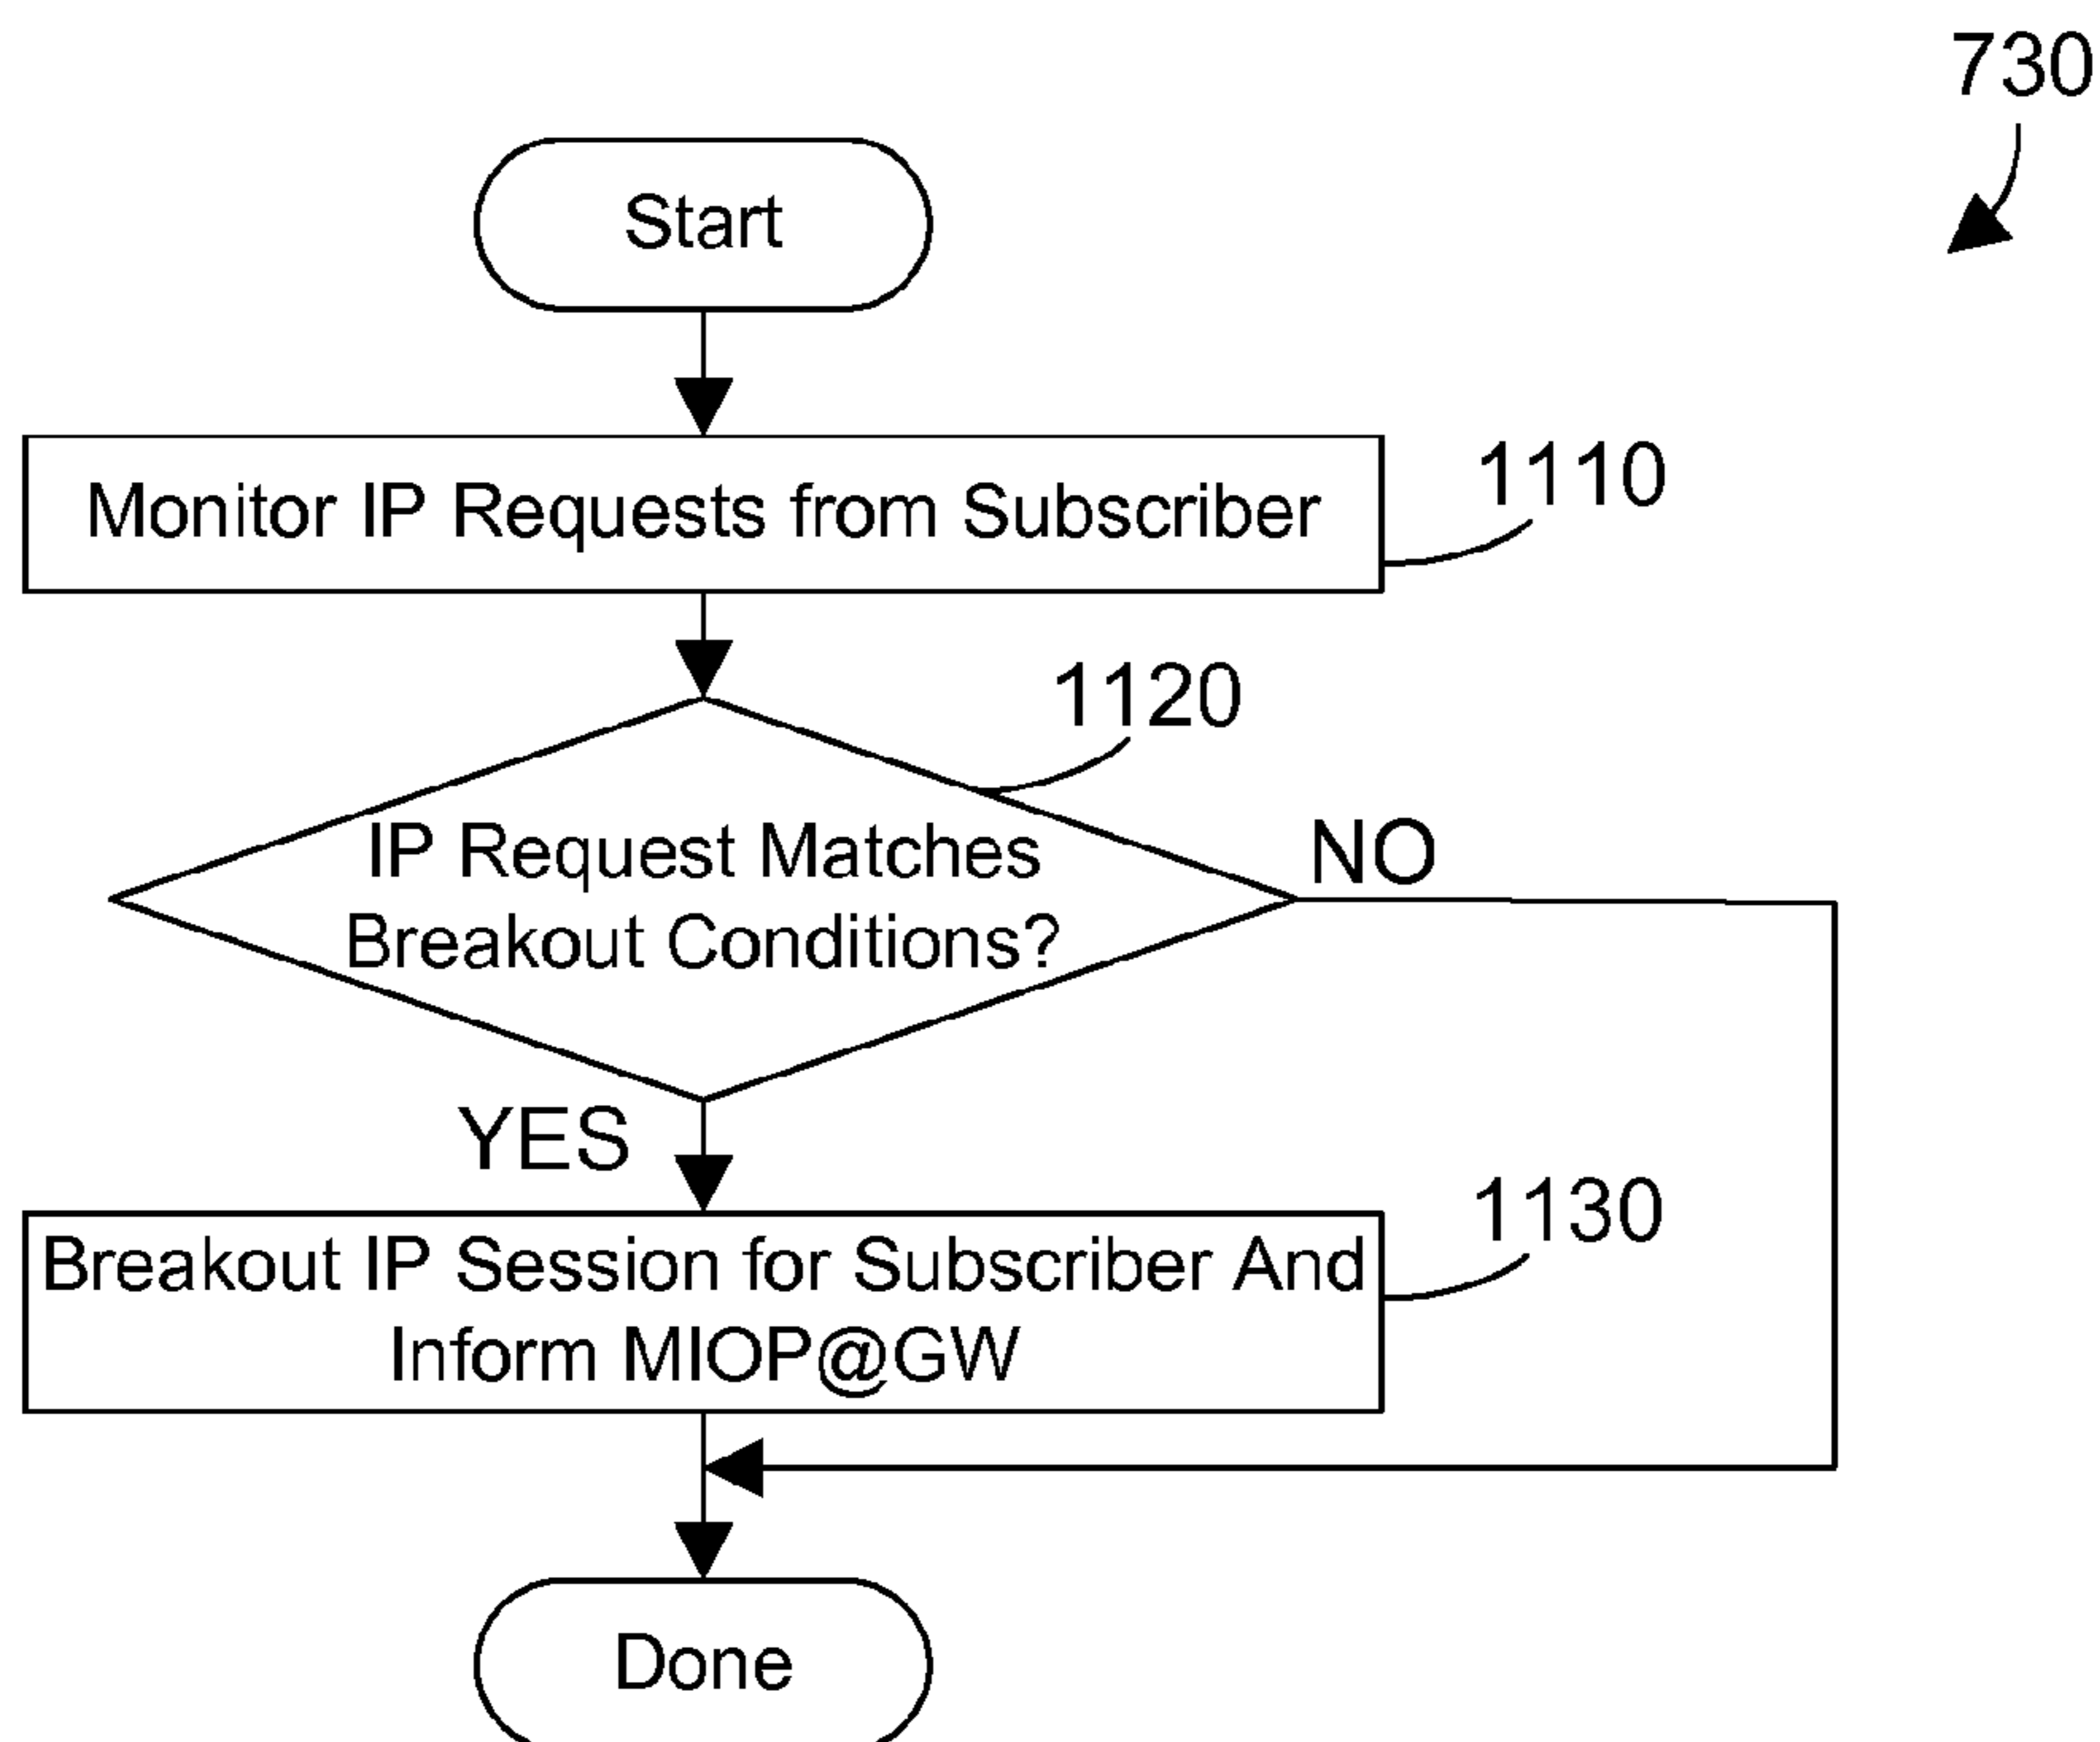 730
Start
Monitor IP Requests from Subscriber
1110
1120
IP Request Matches
Breakout Conditions?
NO
YES
1130
Breakout IP Session for Subscriber And
Inform MIOP@GW
Done